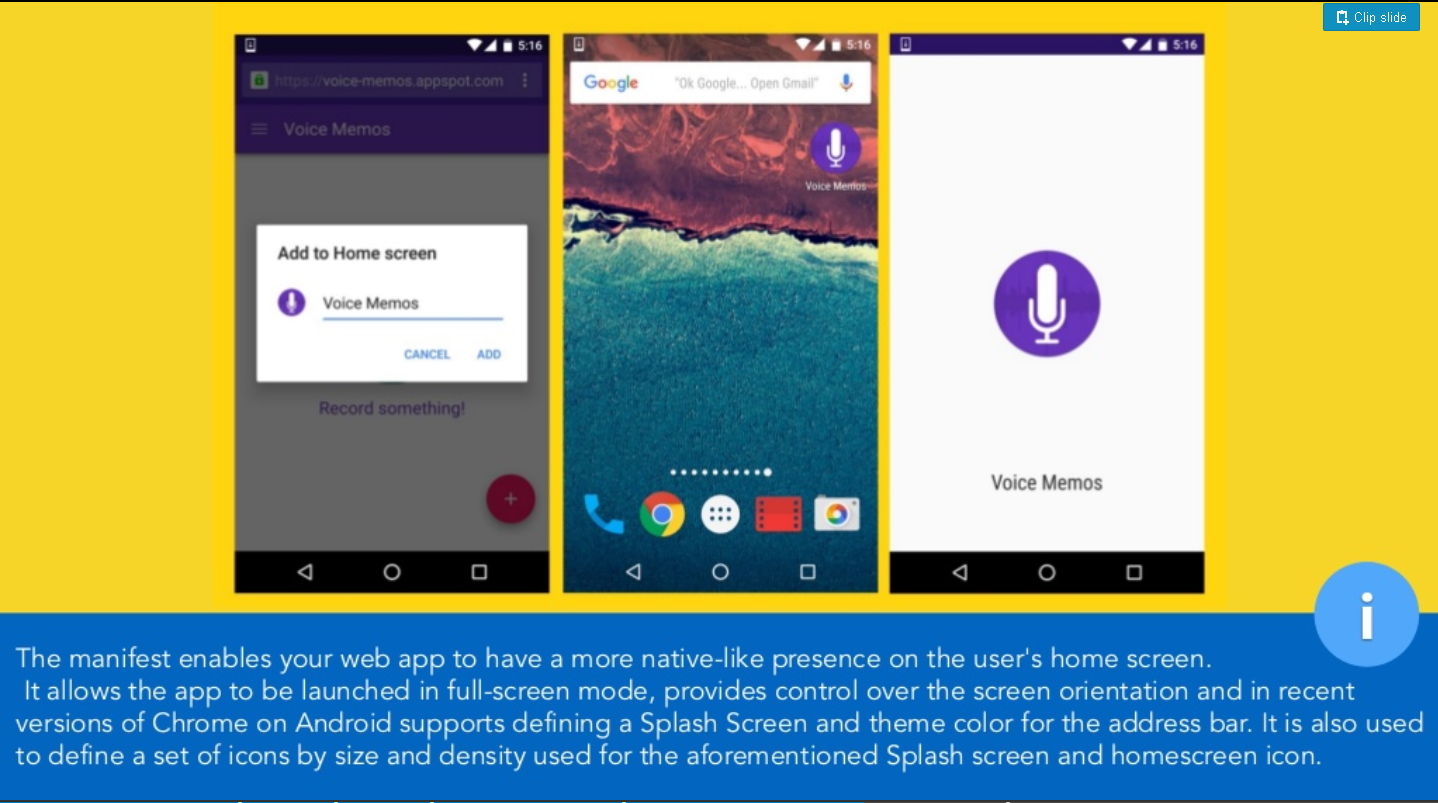 Clip slide
5:16
https://voice-memos.appspot.com
Voice Memos
Add to Home screen
Voice Memos
CANCEL ADD
Record something!
+
5:16
Google "Ok Google... Open Gmail"
Voice Memos
5:16
Voice Memos
i
The manifest enables your web app to have a more native-like presence on the user's home screen.
It allows the app to be launched in full-screen mode, provides control over the screen orientation and in recent
versions of Chrome on Android supports defining a Splash Screen and theme color for the address bar. It is also used
to define a set of icons by size and density used for the aforementioned Splash screen and homescreen icon.